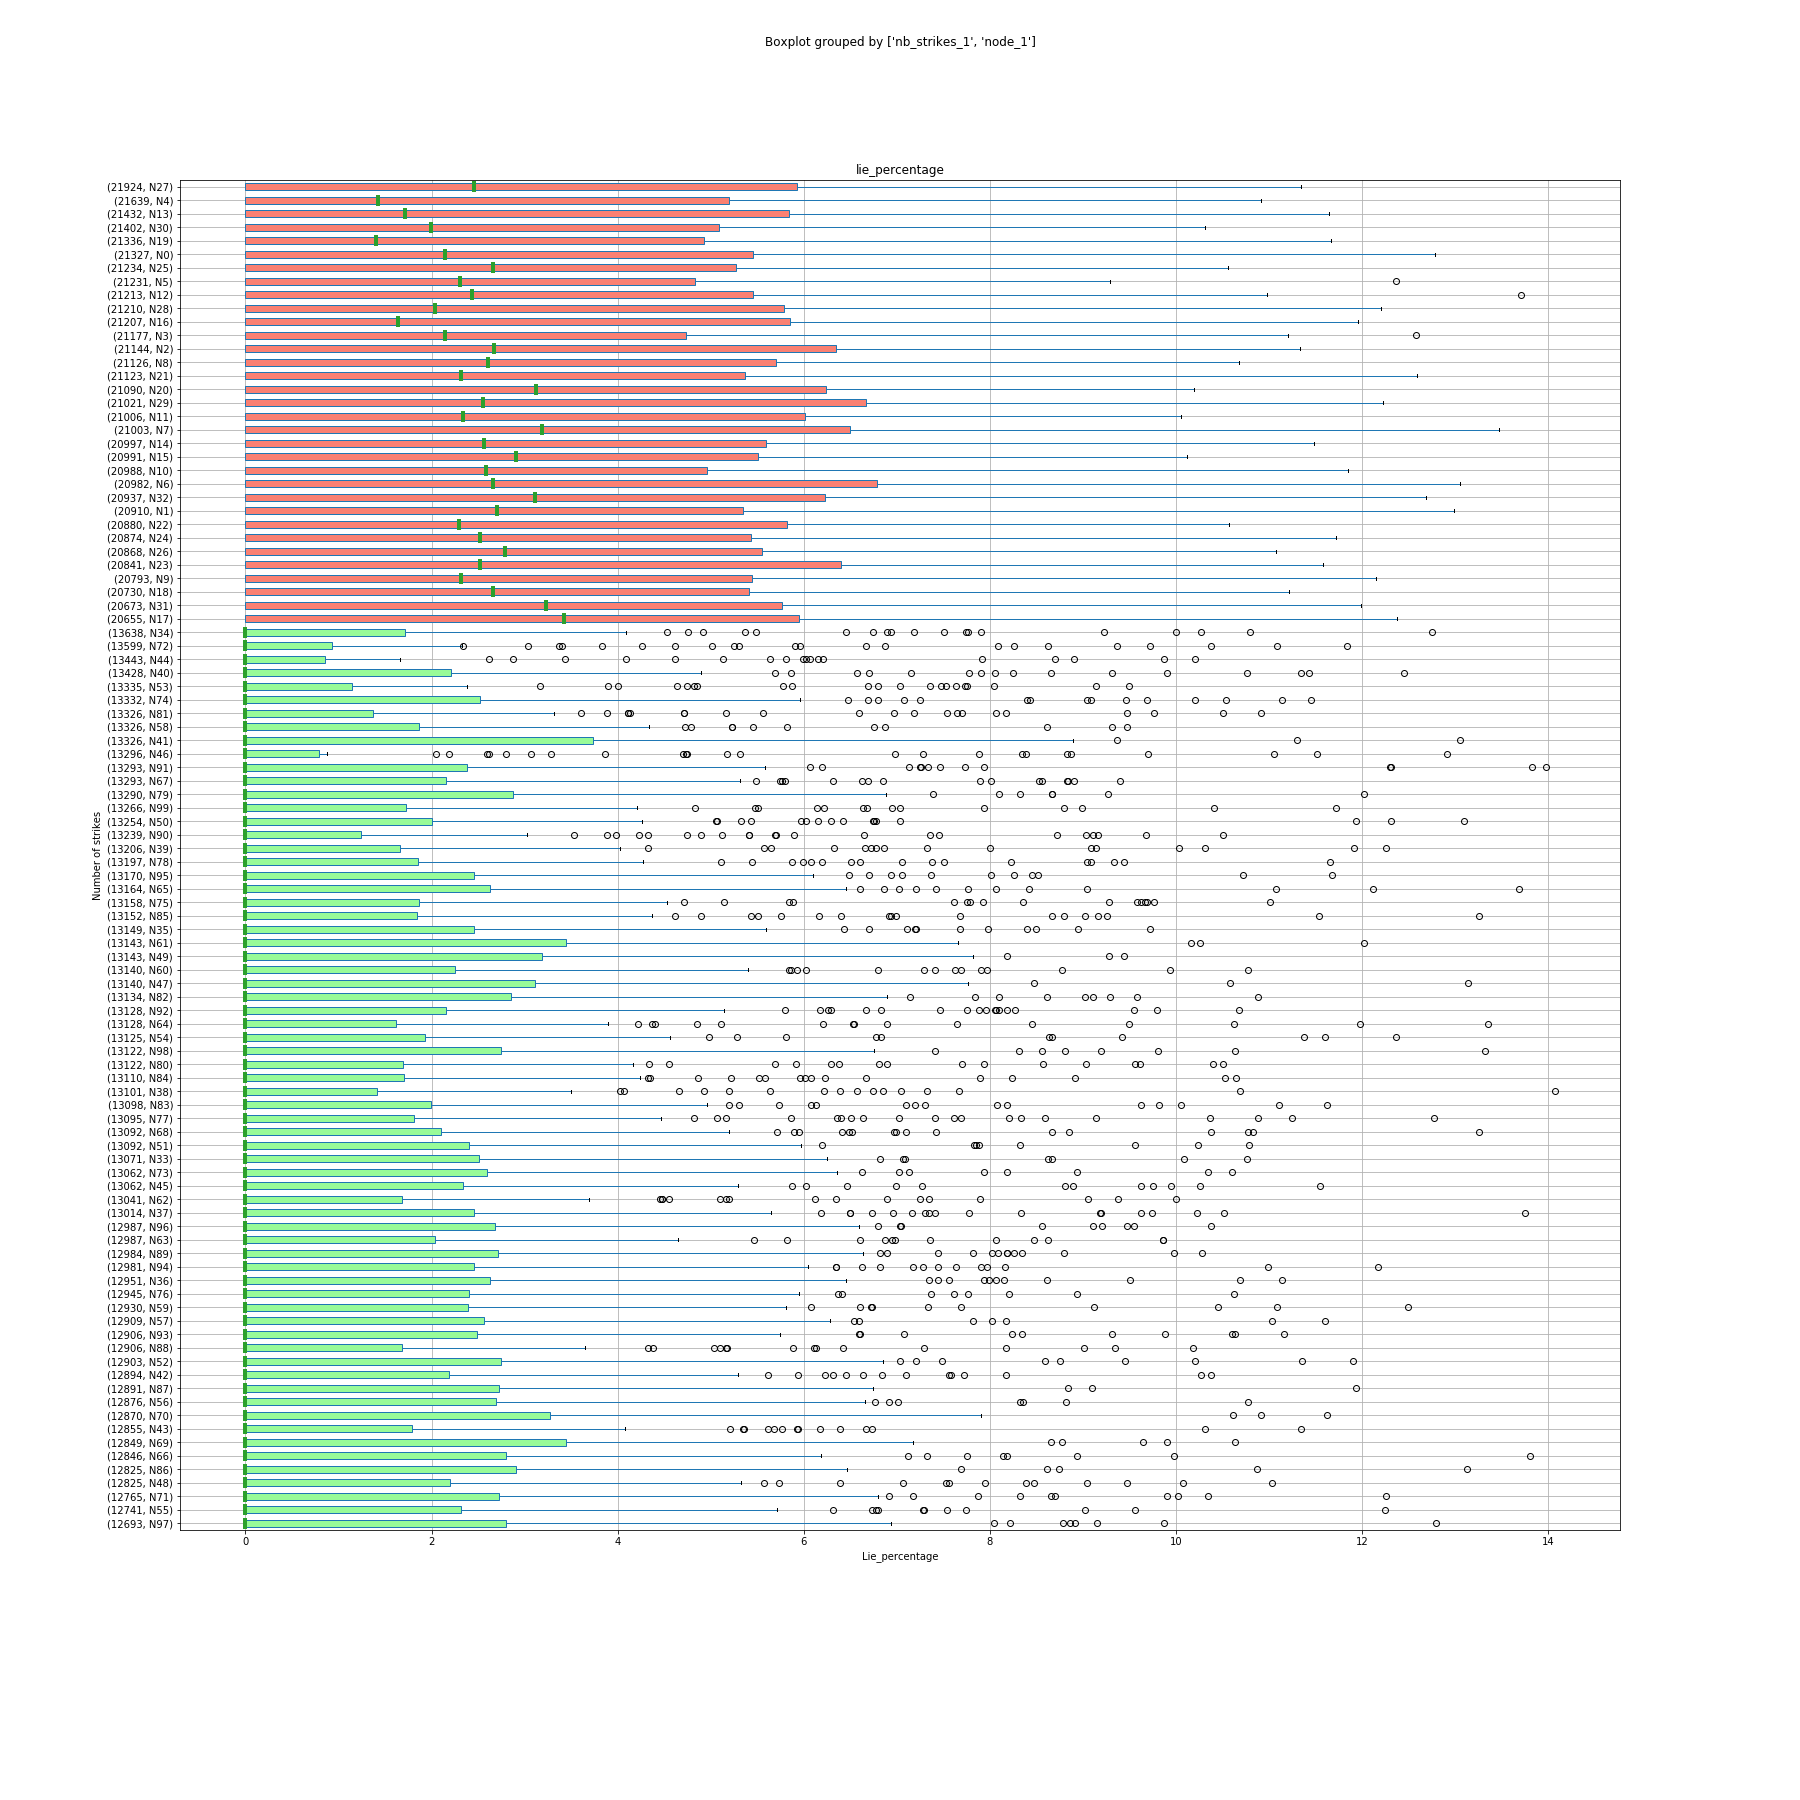 Boxplot grouped by ['nb_strikes_1', 'node_1']
lie_percentage
(21924, N27)
(21639, N4)
(21432, N13)
(21402, N30)
(21336, N19)
(21327, N0)
(21234, N25)
(21231, N5)
(21213, N12)
(21210, N28)
(21207, N16)
(21177, N3)
(21144, N2)
(21126, N8)
(21123, N21)
(21090, N20)
(21021, N29)
(21006, N11)
(21003, N7)
(20997, N14)
(20991, N15)
(20988, N10)
(20982, N6)
(20937, N32)
(20910, N1)
(20880, N22)
(20874, N24)
(20868, N26)
(20841, N23)
(20793, N9)
(20730, N18)
(20673, N31)
(20655, N17)
(13638, N34)
(13599, N72)
(13443, N44)
(13428, N40)
(13335, N53)
(13332, N74)
(13326, N81)
(13326, N58)
(13326, N41)
(13296, N46)
(13293, N91)
(13293, N67)
(13290, N79)
(13266, N99)
(13254, N50)
(13239, N90)
(13206, N39)
(13197, N78)
(13170, N95)
(13164, N65)
(13158, N75)
(13152, N85)
(13149, N35)
(13143, N61)
(13143, N49)
(13140, N60)
(13140, N47)
(13134, N82)
(13128, N92)
(13128, N64)
(13125, N54)
(13122, N98)
(13122, N80)
(13110, N84)
(13101, N38)
(13098, N83)
(13095, N77)
(13092, N68)
(13092, N51)
(13071, N33)
(13062, N73)
(13062, N45)
(13041, N62)
(13014, N37)
(12987, N96)
(12987, N63)
(12984, N89)
(12981, N94)
(12951, N36)
(12945, N76)
(12930, N59)
(12909, N57)
(12906, N93)
(12906, N88)
(12903, N52)
(12894, N42)
(12891, N87)
(12876, N56)
(12870, N70)
(12855, N43)
(12849, N69)
(12846, N66)
(12825, N86)
(12825, N48)
(12765, N71)
(12741, N55)
(12693, N97)
Number of strikes
0 2 4 6 8 10 12 14
Lie_percentage